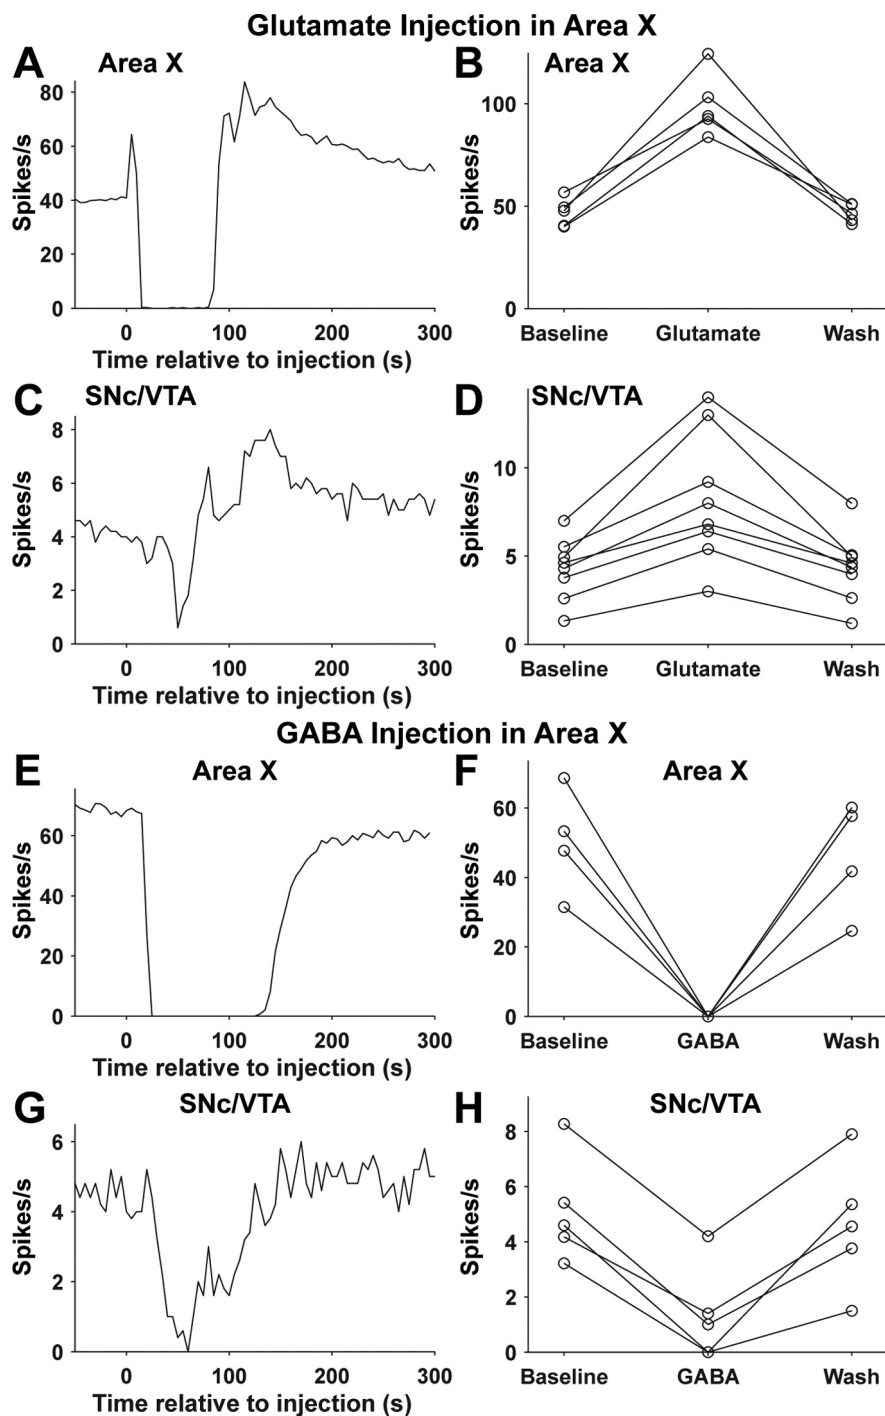 Glutamate Injection in Area X
A Area X
80
60
40
20
0
Spikes/s
0 100 200 300
Time relative to injection (s)
B Area X
100
50
0
Spikes/s
Baseline Glutamate Wash
C SNc/VTA
8
6
4
2
0
Spikes/s
0 100 200 300
Time relative to injection (s)
D SNc/VTA
10
5
0
Spikes/s
Baseline Glutamate Wash
GABA Injection in Area X
E Area X
60
40
20
0
Spikes/s
0 100 200 300
Time relative to injection (s)
F Area X
60
40
20
0
Spikes/s
Baseline GABA Wash
G SNc/VTA
6
4
2
0
Spikes/s
0 100 200 300
Time relative to injection (s)
H SNc/VTA
8
6
4
2
0
Spikes/s
Baseline GABA Wash